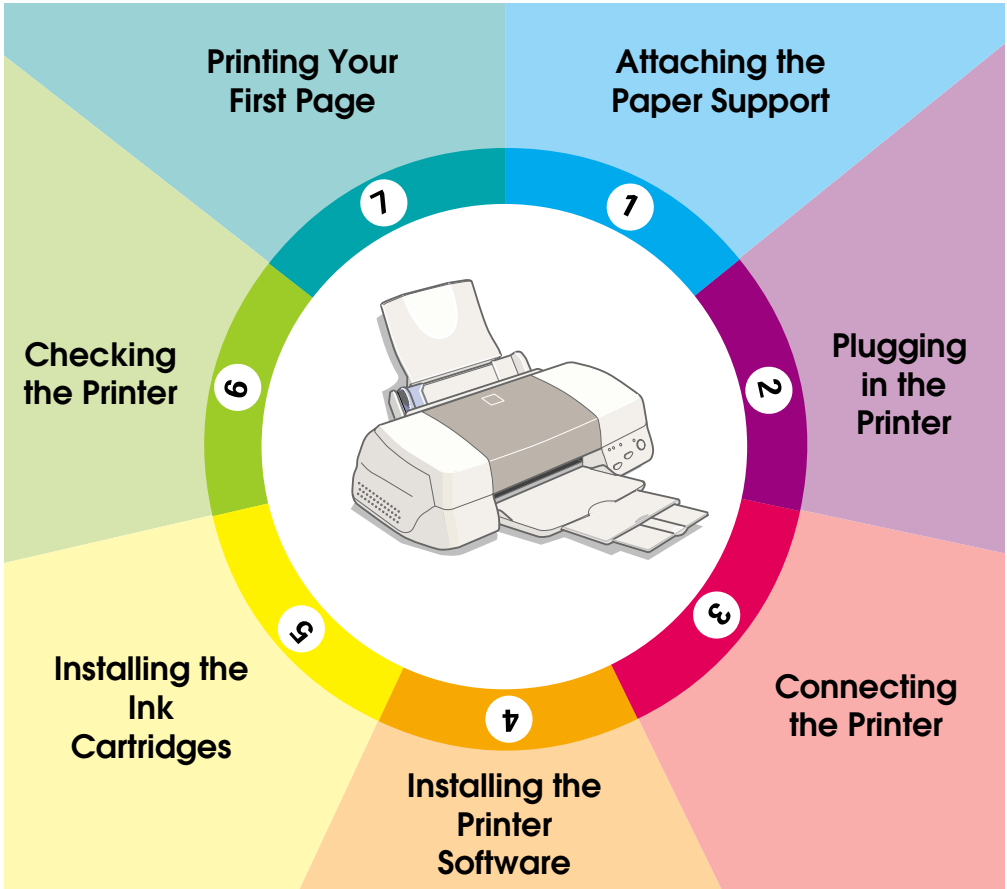 1
Attaching the
Paper Support
2
Plugging
in the
Printer
3
Connecting
the Printer
4
Installing the
Printer
Software
5
Installing the
Ink
Cartridges
6
Checking
the Printer
7
Printing Your
First Page